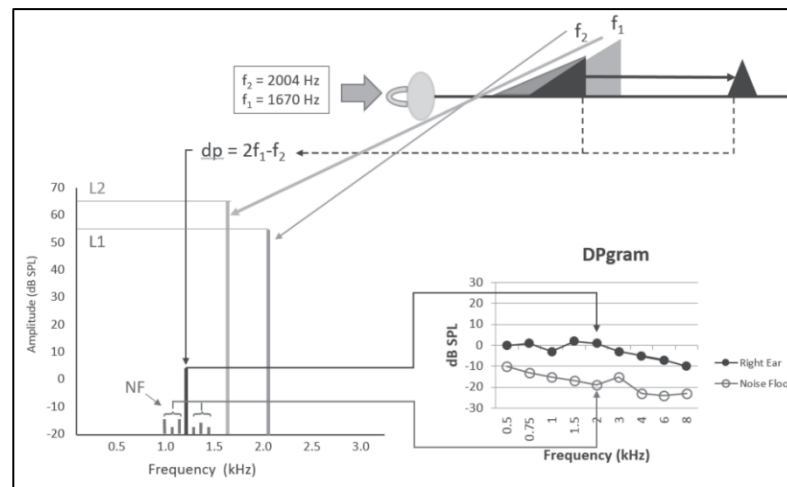 f₂ f₁
f₂ = 2004 Hz
f₁ = 1670 Hz
dp = 2f₁-f₂
L2
L1
NF
Amplitude (dB SPL)
70
60
50
40
30
20
10
0
-10
-20
0.5 1.0 1.5 2.0 2.5 3.0
Frequency (kHz)
DPgram
dB SPL
30
20
10
0
-10
-20
-30
0.5 0.75 1 1.5 2 3 4 6 8
Frequency (kHz)
Right Ear
Noise Floo